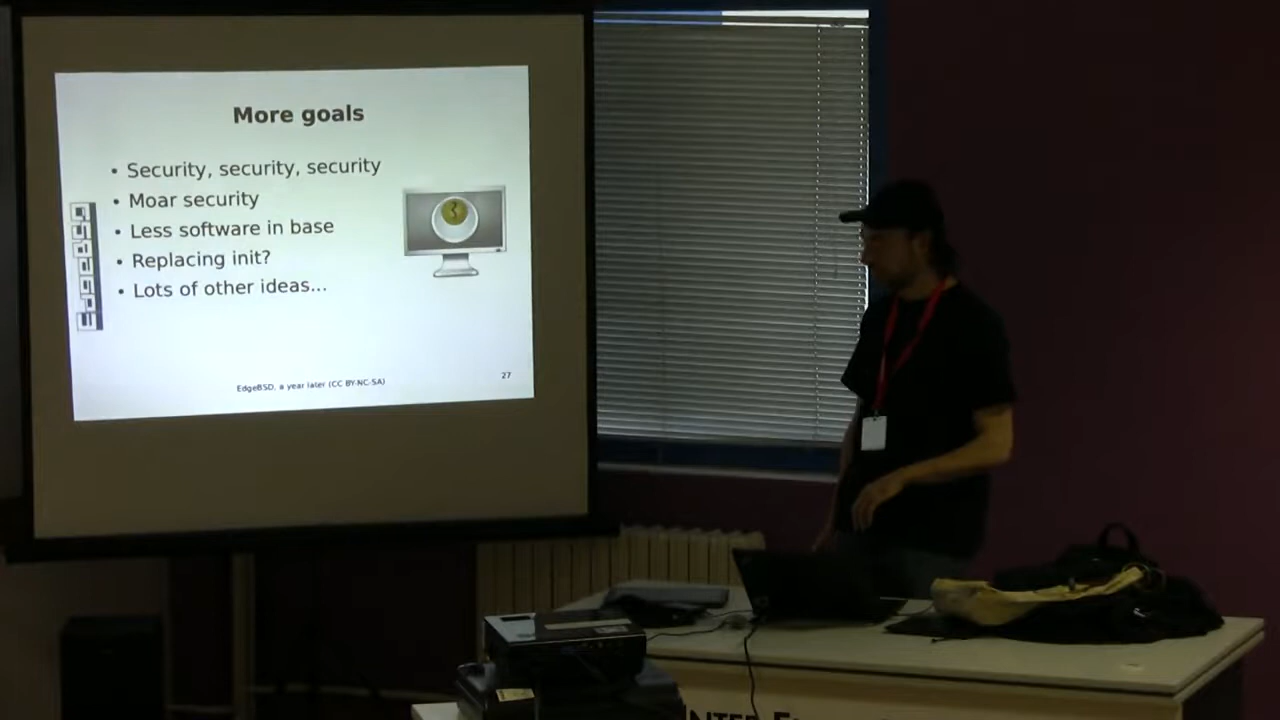 More goals
• Security, security, security
• Moar security
• Less software in base
• Replacing init?
• Lots of other ideas...
EdgeBSD, a year later (CC BY-NC-SA)
27